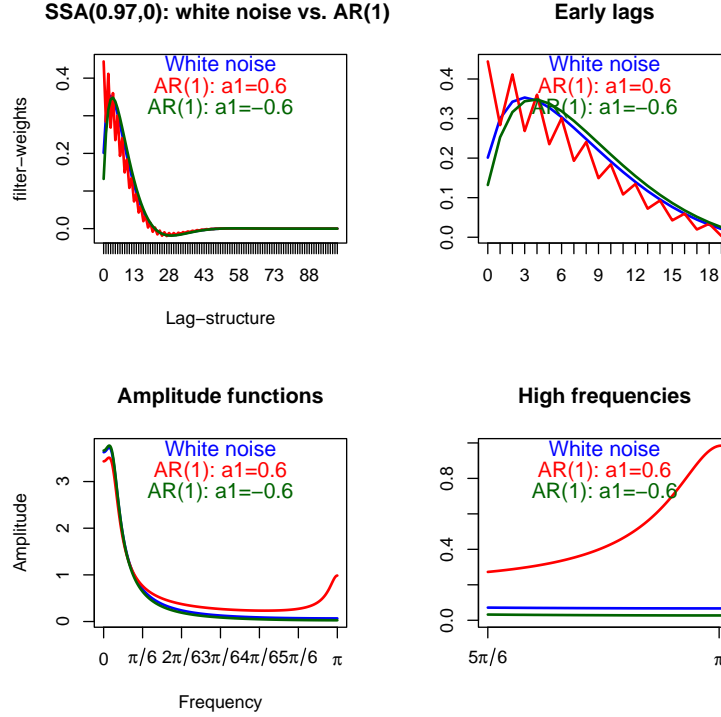 SSA(0.97,0): white noise vs. AR(1)
filter−weights
0.0
0.2
0.4
White noise
AR(1): a1=0.6
AR(1): a1=−0.6
0 13 28 43 58 73 88
Lag−structure
Early lags
0.0
0.1
0.2
0.3
0.4
White noise
AR(1): a1=0.6
AR(1): a1=−0.6
0 3 6 9 12 15 18
Amplitude functions
Amplitude
0
1
2
3
White noise
AR(1): a1=0.6
AR(1): a1=−0.6
0 π/6 2π/6 3π/6 4π/6 5π/6 π
Frequency
High frequencies
0.0
0.4
0.8
White noise
AR(1): a1=0.6
AR(1): a1=−0.6
5π/6 π